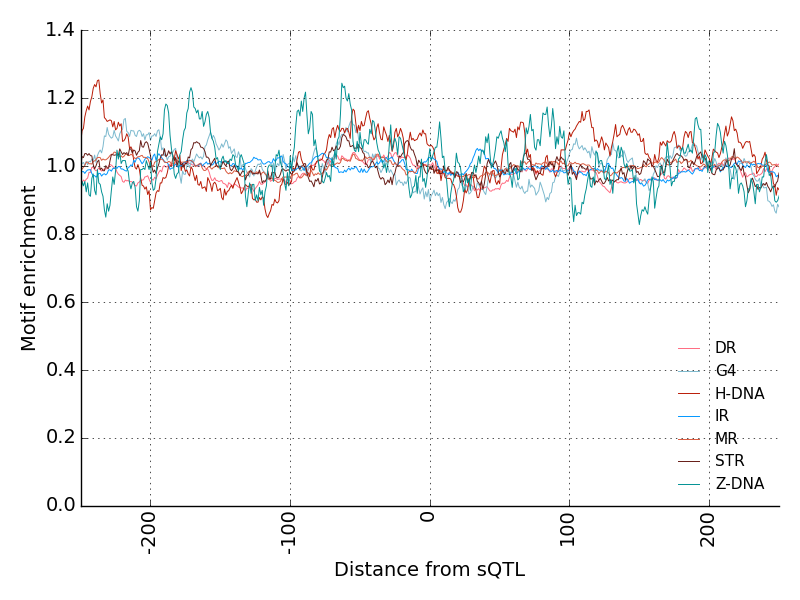 1.4
1.2
1.0
0.8
0.6
0.4
0.2
0.0
Motif enrichment
-200
-100
0
100
200
Distance from sQTL
DR
G4
H-DNA
IR
MR
STR
Z-DNA